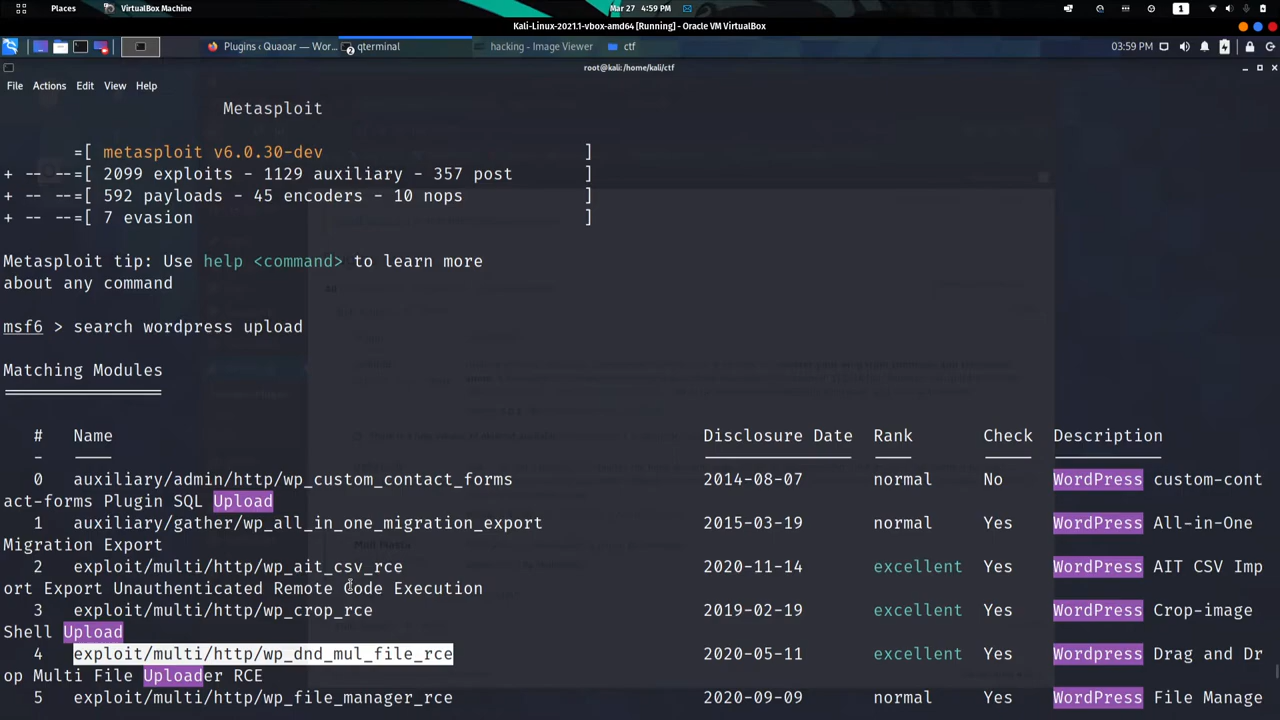 Places VirtualBox Machine Mar 27 4:59 PM 1
Kali-Linux-2021.1-vbox-amd64 [Running] - Oracle VM VirtualBox
Plugins ‹ Quaoar — Wor... qterminal hacking - Image Viewer ctf 03:59 PM
root@kali:/home/kali/ctf
File Actions Edit View Help
Metasploit
=[ metasploit v6.0.30-dev ]
+ -- --=[ 2099 exploits - 1129 auxiliary - 357 post ]
+ -- --=[ 592 payloads - 45 encoders - 10 nops ]
+ -- --=[ 7 evasion ]
Metasploit tip: Use help <command> to learn more
about any command
msf6 > search wordpress upload
Matching Modules
================
# Name Disclosure Date Rank Check Description
- ---- --------------- ---- ----- -----------
0 auxiliary/admin/http/wp_custom_contact_forms 2014-08-07 normal No WordPress custom-cont
act-forms Plugin SQL Upload
1 auxiliary/gather/wp_all_in_one_migration_export 2015-03-19 normal Yes WordPress All-in-One
Migration Export
2 exploit/multi/http/wp_ait_csv_rce 2020-11-14 excellent Yes WordPress AIT CSV Imp
ort Export Unauthenticated Remote Code Execution
3 exploit/multi/http/wp_crop_rce 2019-02-19 excellent Yes WordPress Crop-image
Shell Upload
4 exploit/multi/http/wp_dnd_mul_file_rce 2020-05-11 excellent Yes WordPress Drag and Dr
op Multi File Uploader RCE
5 exploit/multi/http/wp_file_manager_rce 2020-09-09 normal Yes WordPress File Manage